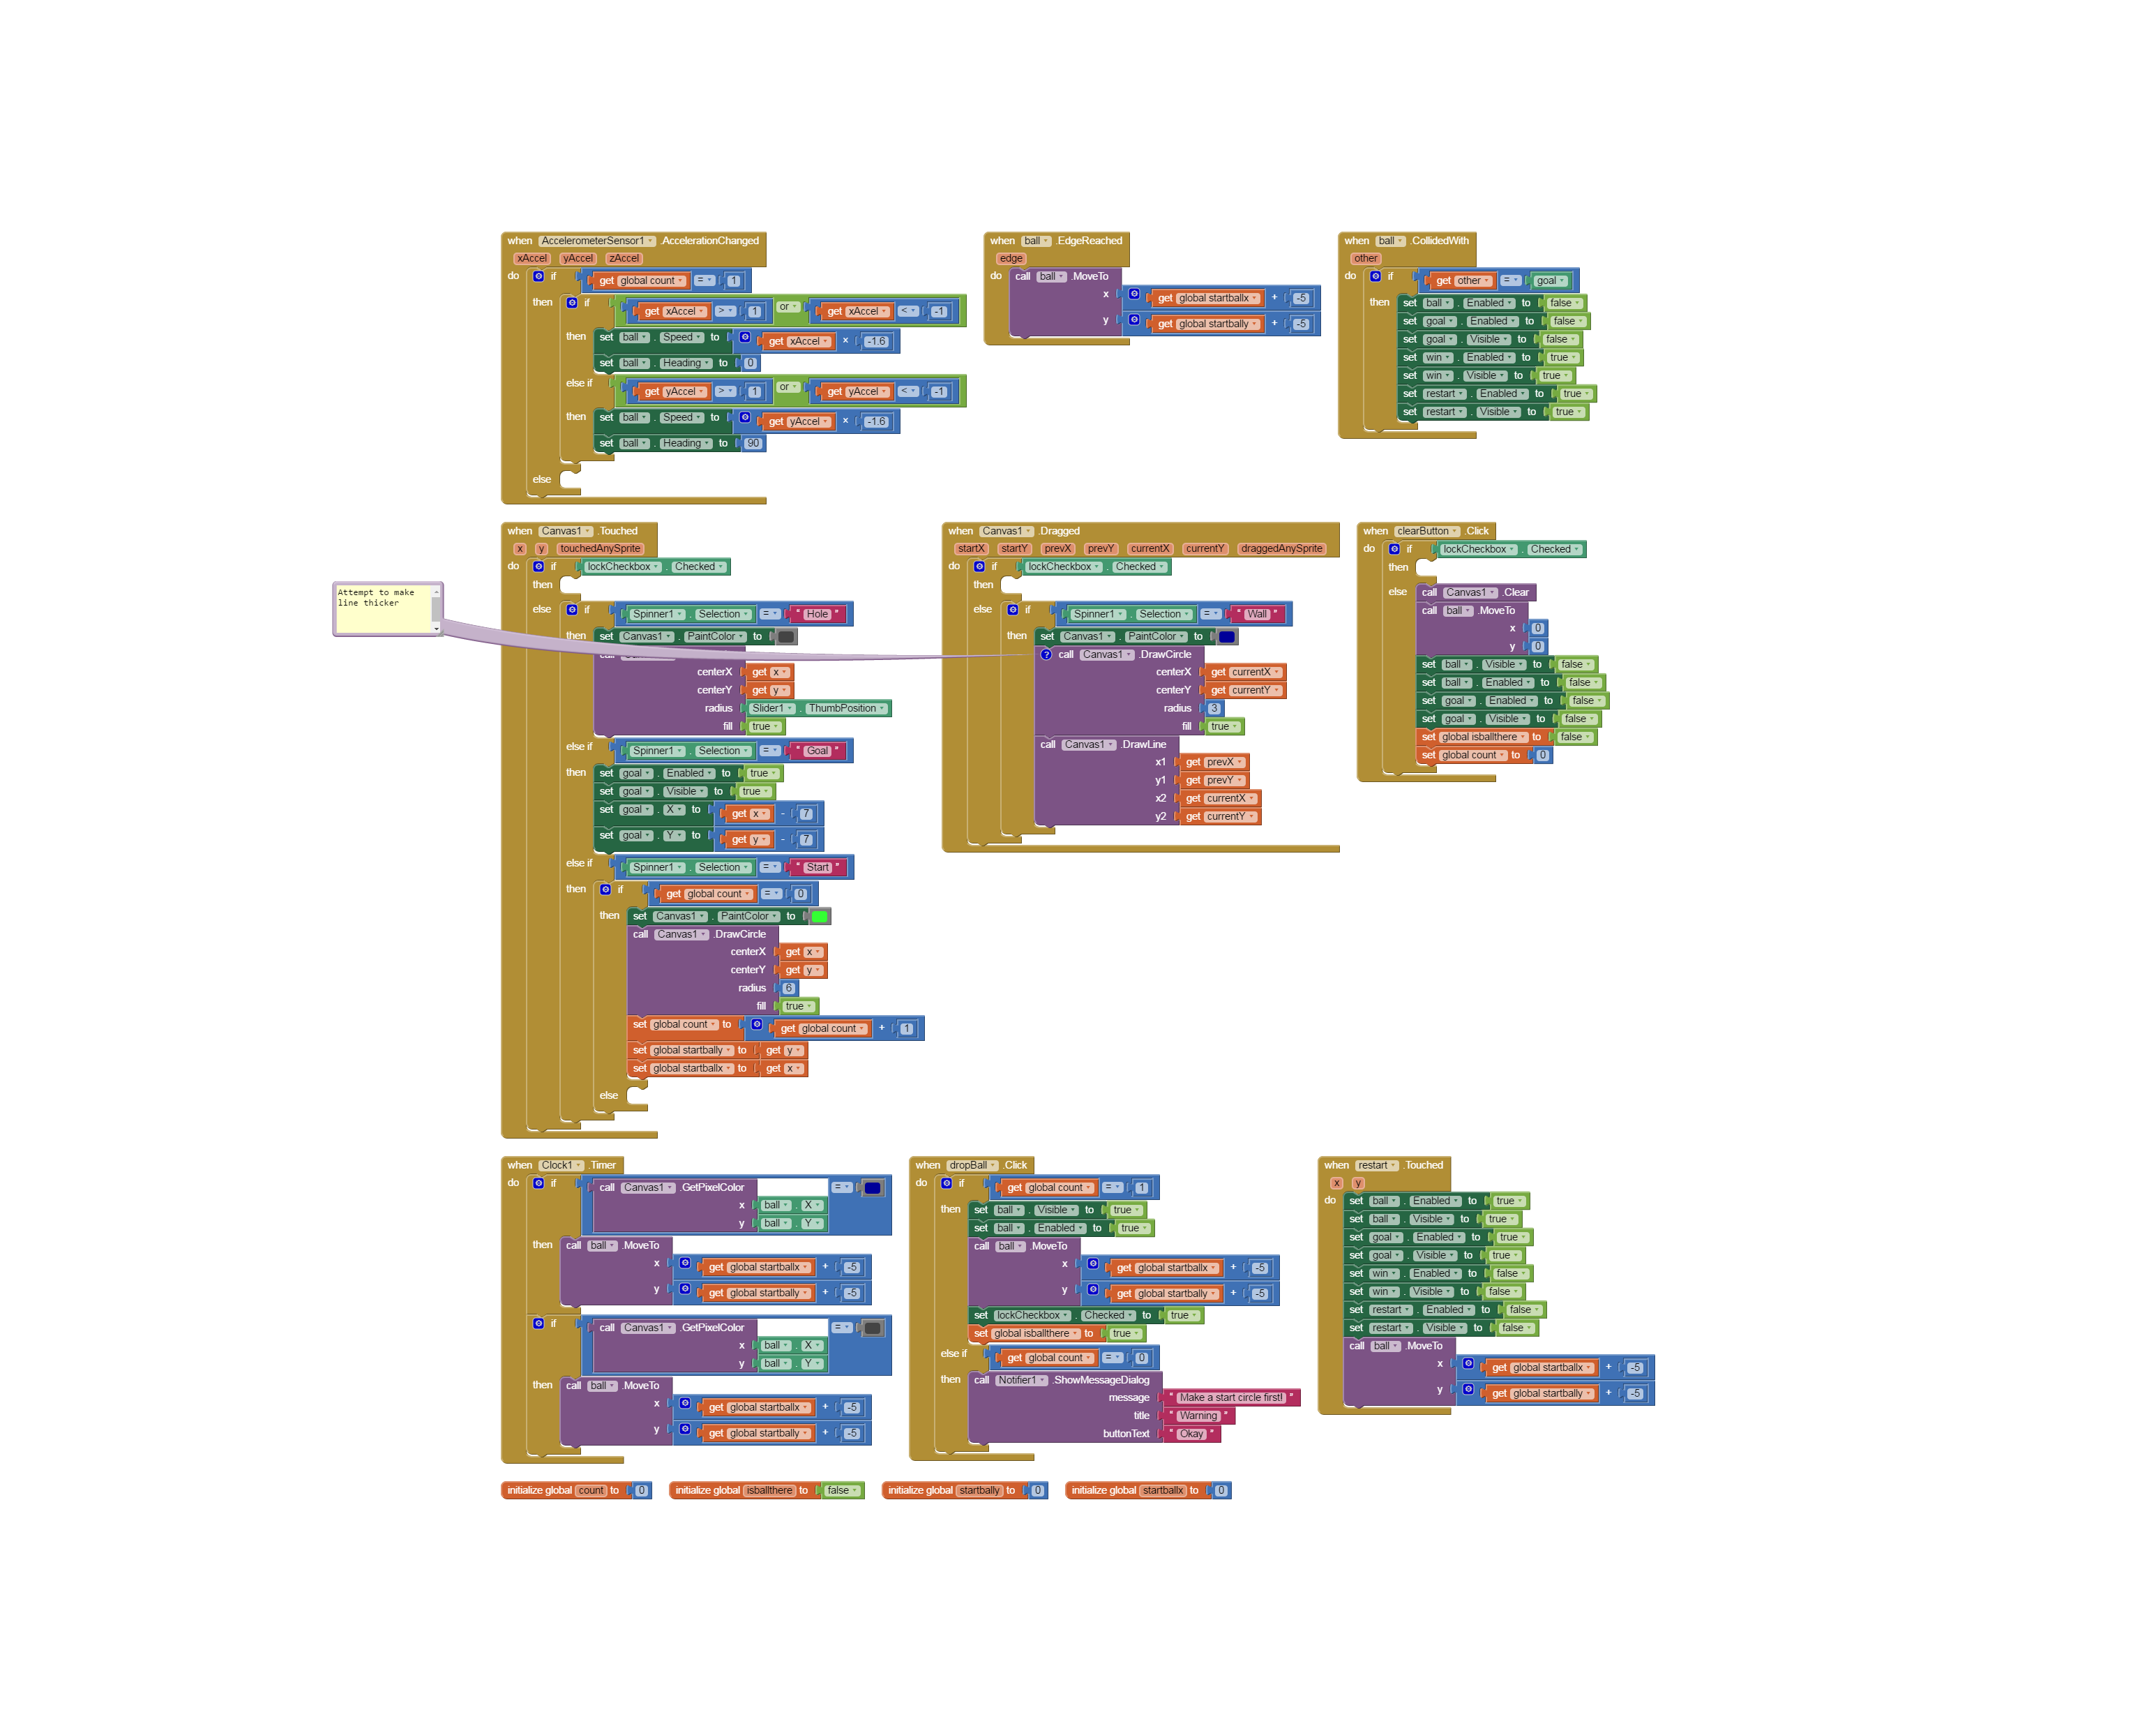 when AccelerometerSensor1 .AccelerationChanged
xAccel yAccel zAccel
do if get global count = 1
then if get xAccel > 1 or get xAccel < -1
then set ball . Speed to get xAccel × -1.6
set ball . Heading to 0
else if get yAccel > 1 or get yAccel < -1
then set ball . Speed to get yAccel × -1.6
set ball . Heading to 90
else
when ball .EdgeReached
edge
do call ball .MoveTo
x get global startballx + -5
y get global startbally + -5
when ball .CollidedWith
other
do if get other = goal
then set ball . Enabled to false
set goal . Enabled to false
set goal . Visible to false
set win . Enabled to true
set win . Visible to true
set restart . Enabled to true
set restart . Visible to true
Attempt to make
line thicker
when Canvas1 .Touched
x y touchedAnySprite
do if lockCheckbox . Checked
then
else if Spinner1 . Selection = " Hole "
then set Canvas1 . PaintColor to
centerX get x
centerY get y
radius Slider1 . ThumbPosition
fill true
else if Spinner1 . Selection = " Goal "
then set goal . Enabled to true
set goal . Visible to true
set goal . X to get x - 7
set goal . Y to get y - 7
else if Spinner1 . Selection = " Start "
then if get global count = 0
then set Canvas1 . PaintColor to
call Canvas1 .DrawCircle
centerX get x
centerY get y
radius 6
fill true
set global count to get global count + 1
set global startbally to get y
set global startballx to get x
else
when Canvas1 .Dragged
startX startY prevX prevY currentX currentY draggedAnySprite
do if lockCheckbox . Checked
then
else if Spinner1 . Selection = " Wall "
then set Canvas1 . PaintColor to
? call Canvas1 .DrawCircle
centerX get currentX
centerY get currentY
radius 3
fill true
call Canvas1 .DrawLine
x1 get prevX
y1 get prevY
x2 get currentX
y2 get currentY
when clearButton .Click
do if lockCheckbox . Checked
then
else call Canvas1 .Clear
call ball .MoveTo
x 0
y 0
set ball . Visible to false
set ball . Enabled to false
set goal . Enabled to false
set goal . Visible to false
set global isballthere to false
set global count to 0
when Clock1 .Timer
do if call Canvas1 .GetPixelColor =
x ball . X
y ball . Y
then call ball .MoveTo
x get global startballx + -5
y get global startbally + -5
if call Canvas1 .GetPixelColor =
x ball . X
y ball . Y
then call ball .MoveTo
x get global startballx + -5
y get global startbally + -5
when dropBall .Click
do if get global count = 1
then set ball . Visible to true
set ball . Enabled to true
call ball .MoveTo
x get global startballx + -5
y get global startbally + -5
set lockCheckbox . Checked to true
set global isballthere to true
else if get global count = 0
then call Notifier1 .ShowMessageDialog
message " Make a start circle first! "
title " Warning "
buttonText " Okay "
when restart .Touched
x y
do set ball . Enabled to true
set ball . Visible to true
set goal . Enabled to true
set goal . Visible to true
set win . Enabled to false
set win . Visible to false
set restart . Enabled to false
set restart . Visible to false
call ball .MoveTo
x get global startballx + -5
y get global startbally + -5
initialize global count to 0
initialize global isballthere to false
initialize global startbally to 0
initialize global startballx to 0